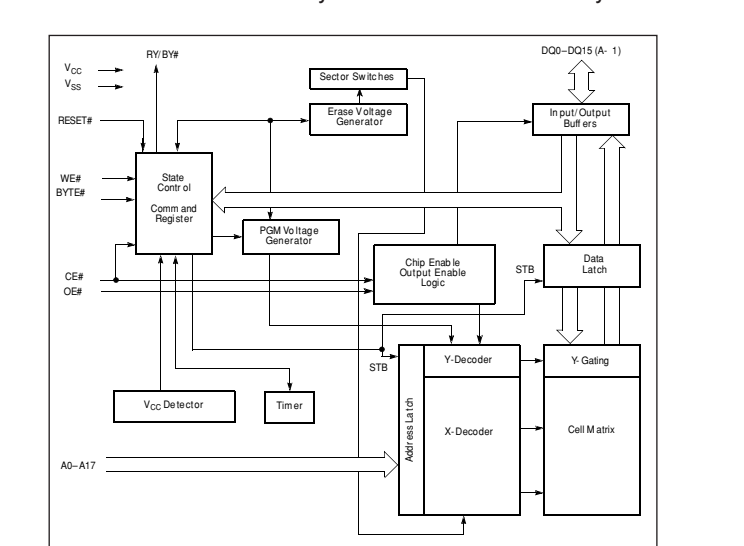 RY/BY#
DQ0–DQ15 (A- 1)
VCC
VSS
Sector Switches
RESET#
Erase Voltage
Generator
Input/Output
Buffers
WE#
BYTE#
State
Control
Command
Register
PGM Voltage
Generator
Chip Enable
Output Enable
Logic
STB
Data
Latch
CE#
OE#
STB
Y-Decoder
Y-Gating
VCC Detector
Timer
Address Latch
X-Decoder
Cell Matrix
A0–A17